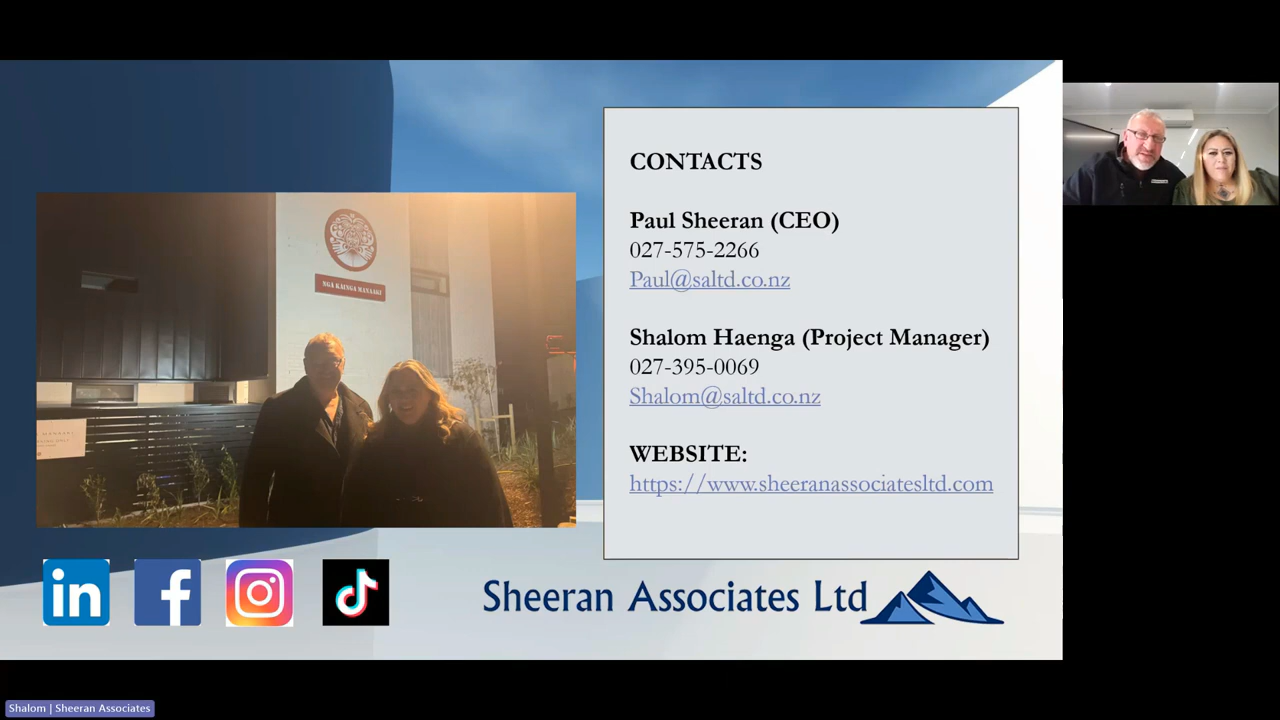 CONTACTS
Paul Sheeran (CEO)
027-575-2266
Paul@saltd.co.nz
Shalom Haenga (Project Manager)
027-395-0069
Shalom@saltd.co.nz
WEBSITE:
https://www.sheeranassociatesltd.com
NGA KAINGA MANAAKI
in
f
Sheeran Associates Ltd
Shalom | Sheeran Associates